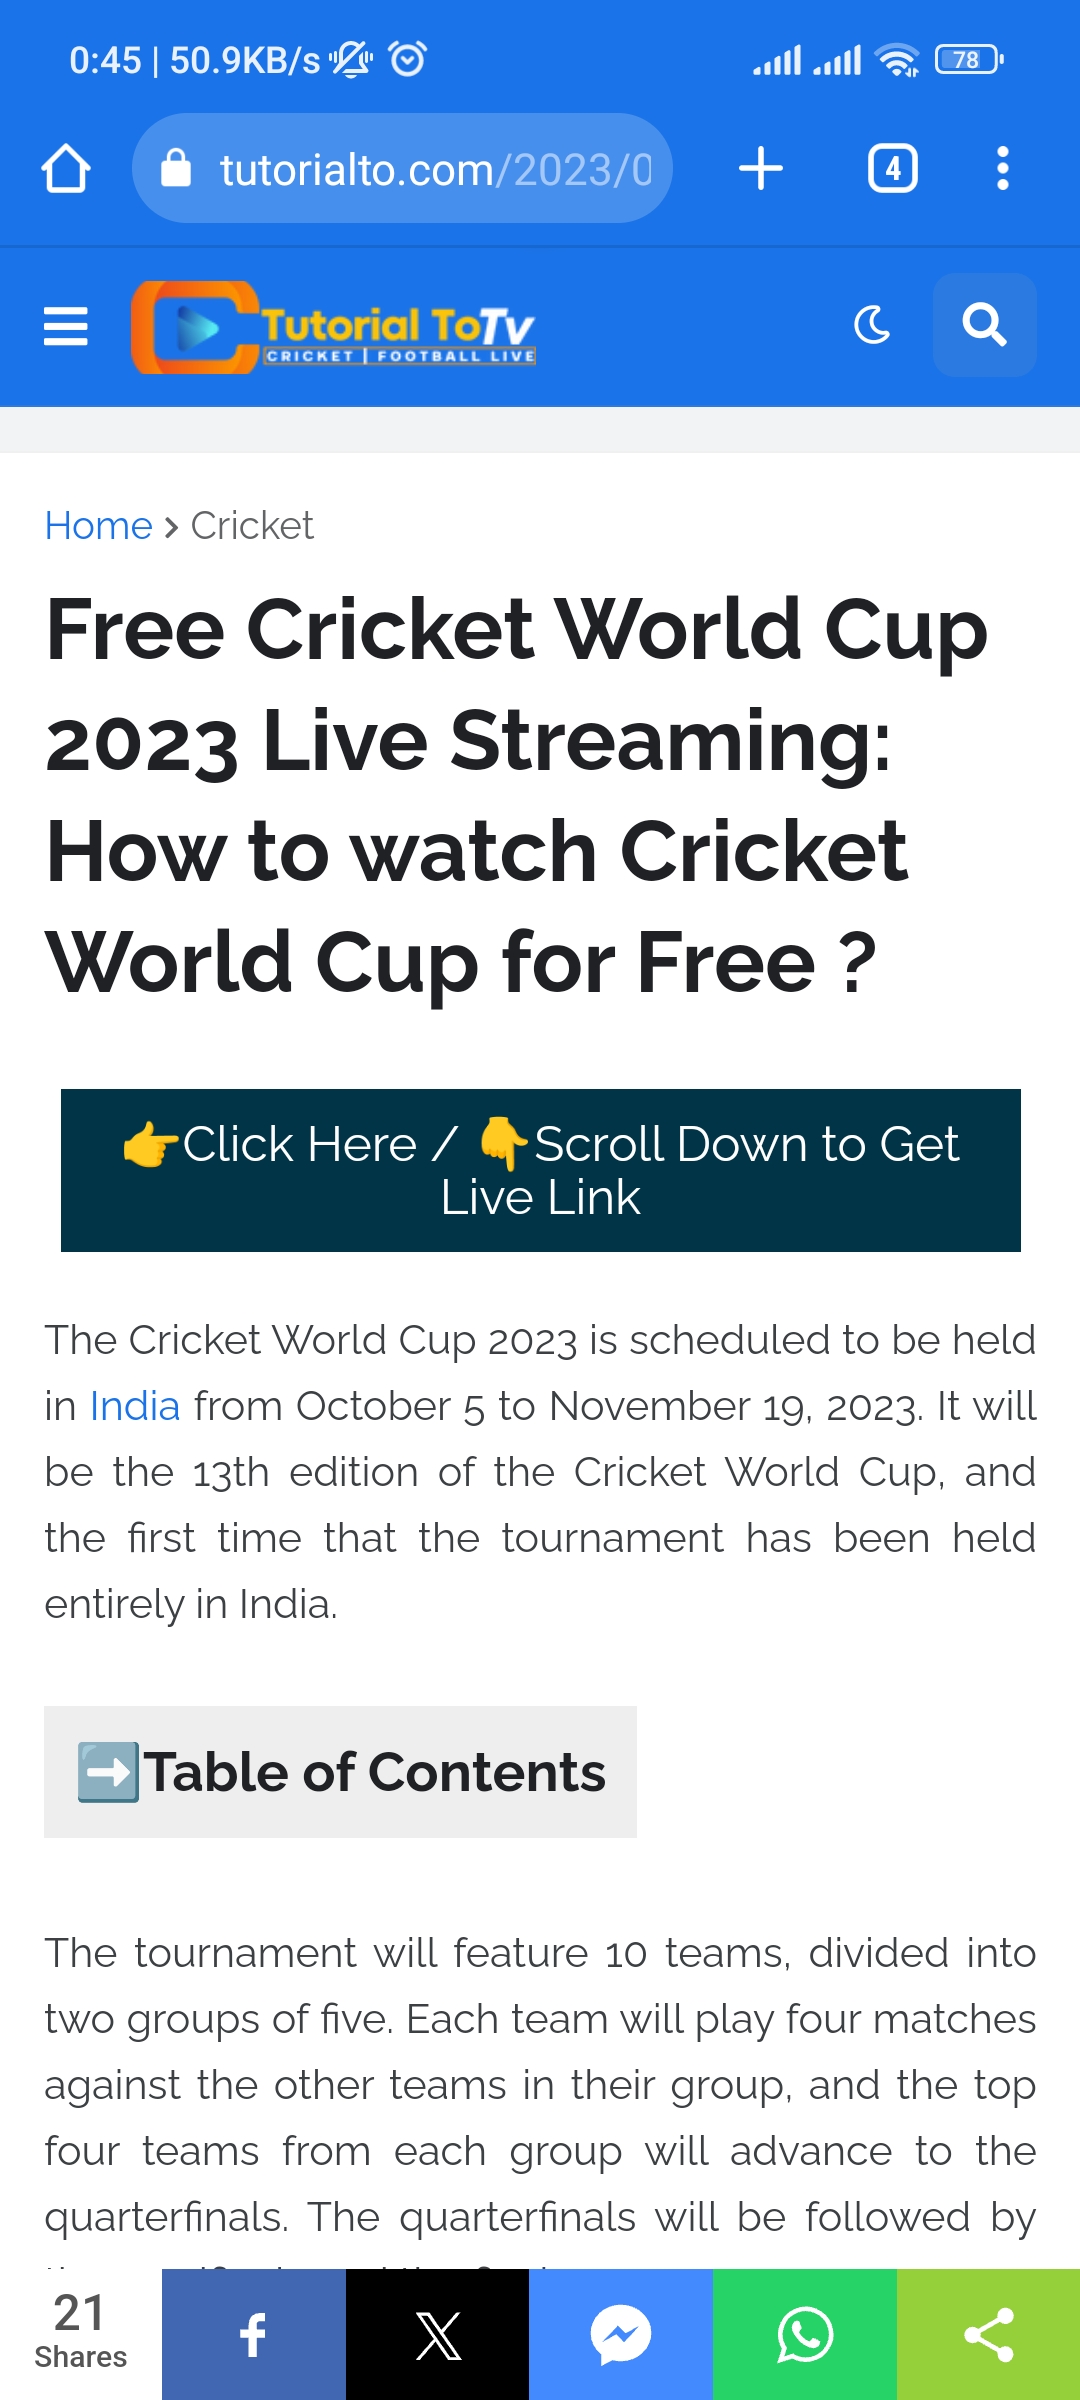 0:45 | 50.9KB/s
78
tutorialto.com/2023/0
4
Tutorial ToTv
CRICKET | FOOTBALL LIVE
Home > Cricket
Free Cricket World Cup
2023 Live Streaming:
How to watch Cricket
World Cup for Free ?
👉Click Here / 👇Scroll Down to Get
Live Link
The Cricket World Cup 2023 is scheduled to be held
in India from October 5 to November 19, 2023. It will
be the 13th edition of the Cricket World Cup, and
the first time that the tournament has been held
entirely in India.
➡️Table of Contents
The tournament will feature 10 teams, divided into
two groups of five. Each team will play four matches
against the other teams in their group, and the top
four teams from each group will advance to the
quarterfinals. The quarterfinals will be followed by
21
Shares